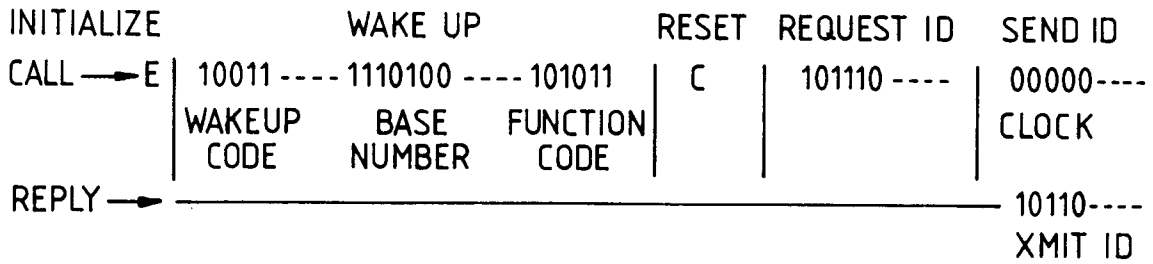 INITIALIZE WAKE UP RESET REQUEST ID SEND ID
CALL → E | 10011 ---- 1110100 ---- 101011 | C | 101110 ---- | 00000----
WAKEUP BASE FUNCTION CLOCK
CODE NUMBER CODE
REPLY → 10110----
XMIT ID